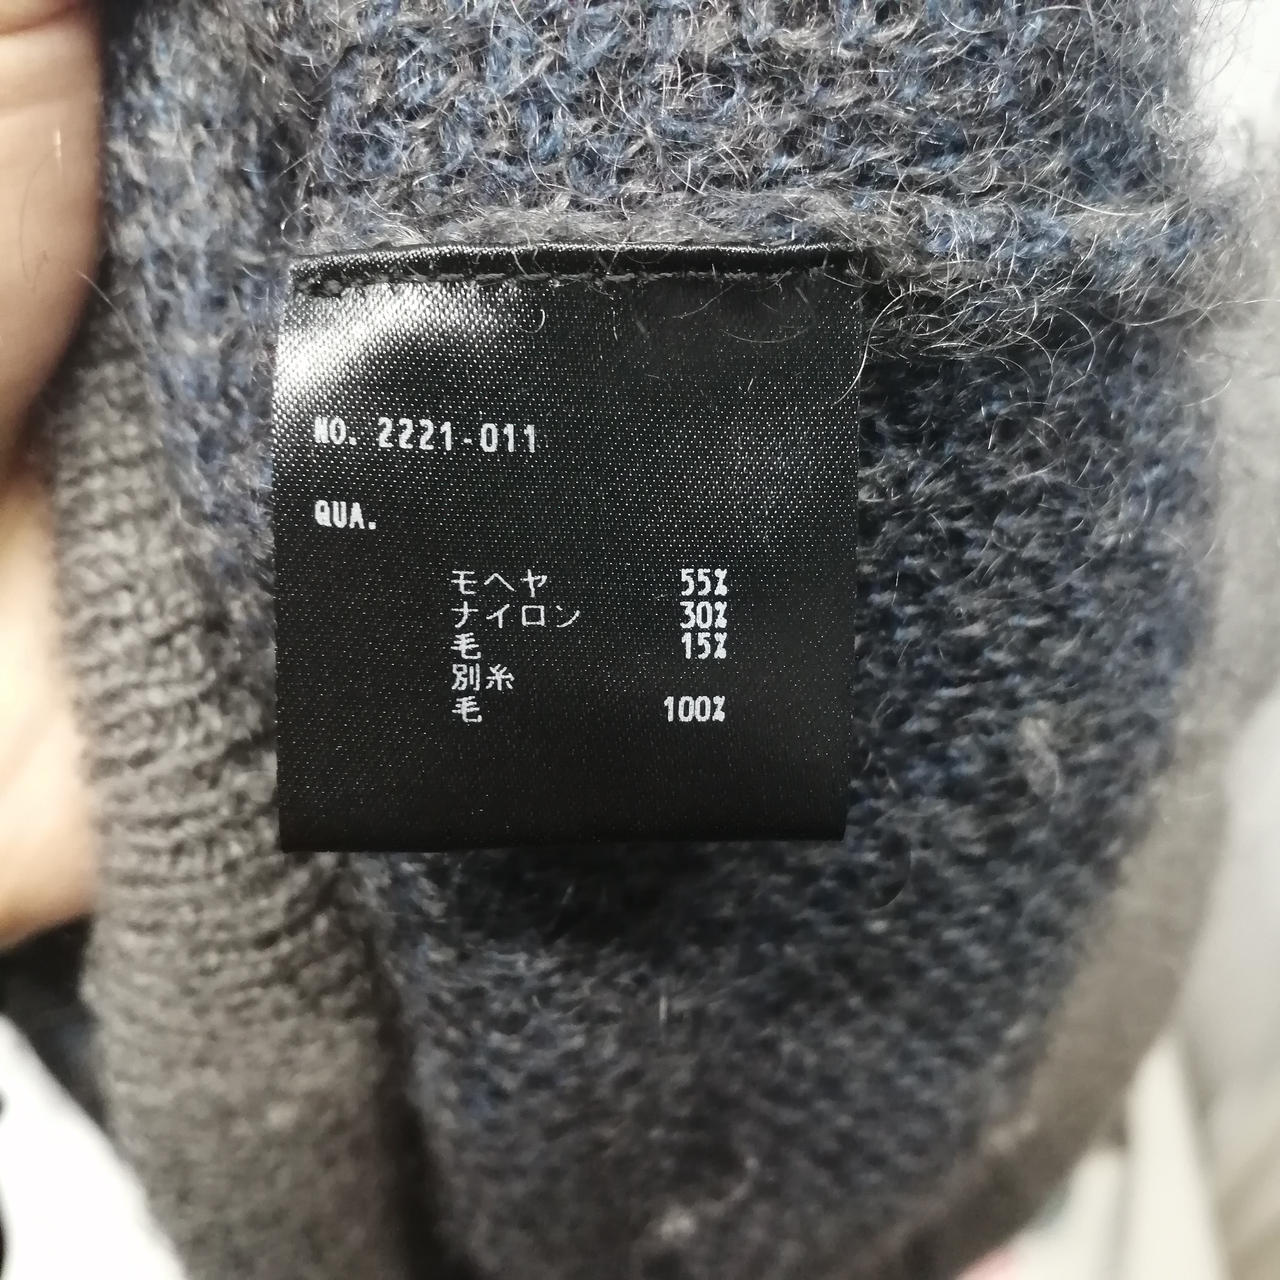 NO. 2221-011
QUA.
モヘヤ 55%
ナイロン 30%
毛 15%
別糸
毛 100%